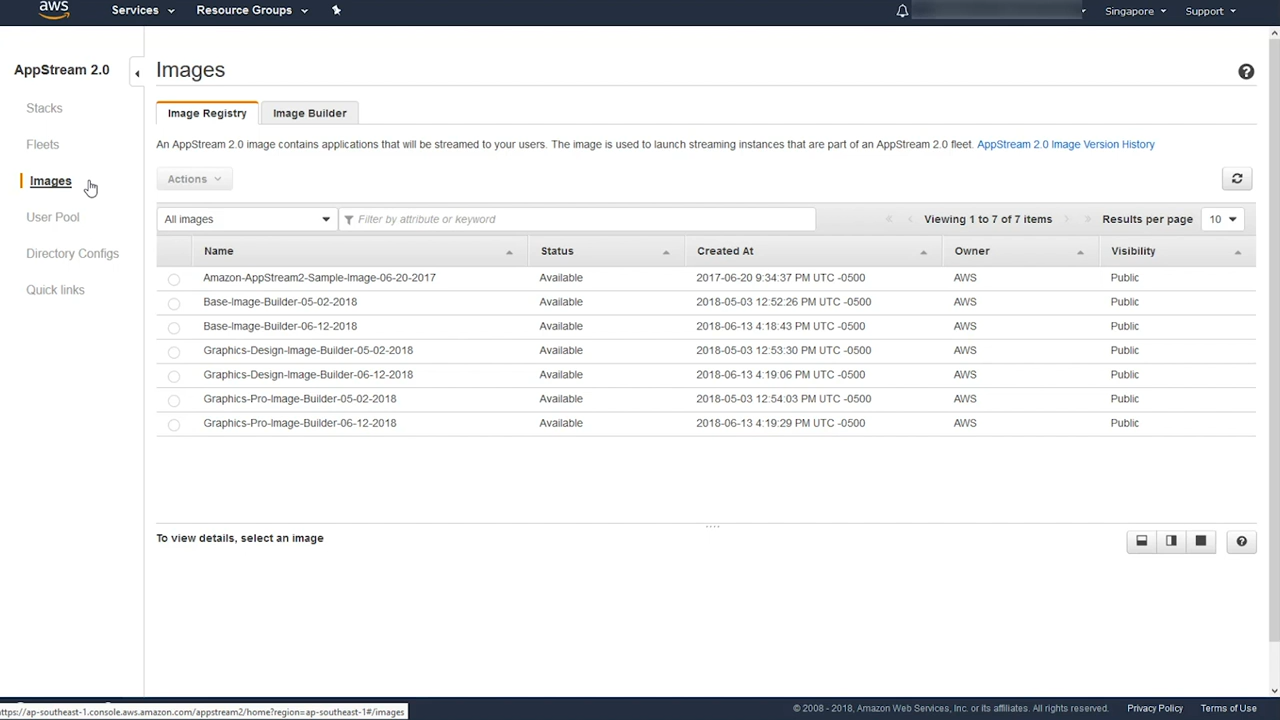 aws Services Resource Groups Singapore Support
AppStream 2.0
Stacks
Fleets
Images
User Pool
Directory Configs
Quick links
Images
Image Registry Image Builder
An AppStream 2.0 image contains applications that will be streamed to your users. The image is used to launch streaming instances that are part of an AppStream 2.0 fleet. AppStream 2.0 Image Version History
Actions
All images Filter by attribute or keyword Viewing 1 to 7 of 7 items Results per page 10
Name Status Created At Owner Visibility
Amazon-AppStream2-Sample-Image-06-20-2017 Available 2017-06-20 9:34:37 PM UTC -0500 AWS Public
Base-Image-Builder-05-02-2018 Available 2018-05-03 12:52:26 PM UTC -0500 AWS Public
Base-Image-Builder-06-12-2018 Available 2018-06-13 4:18:43 PM UTC -0500 AWS Public
Graphics-Design-Image-Builder-05-02-2018 Available 2018-05-03 12:53:30 PM UTC -0500 AWS Public
Graphics-Design-Image-Builder-06-12-2018 Available 2018-06-13 4:19:06 PM UTC -0500 AWS Public
Graphics-Pro-Image-Builder-05-02-2018 Available 2018-05-03 12:54:03 PM UTC -0500 AWS Public
Graphics-Pro-Image-Builder-06-12-2018 Available 2018-06-13 4:19:29 PM UTC -0500 AWS Public
To view details, select an image
https://ap-southeast-1.console.aws.amazon.com/appstream2/home?region=ap-southeast-1#/images
© 2008 - 2018, Amazon Web Services, Inc. or its affiliates. All rights reserved. Privacy Policy Terms of Use